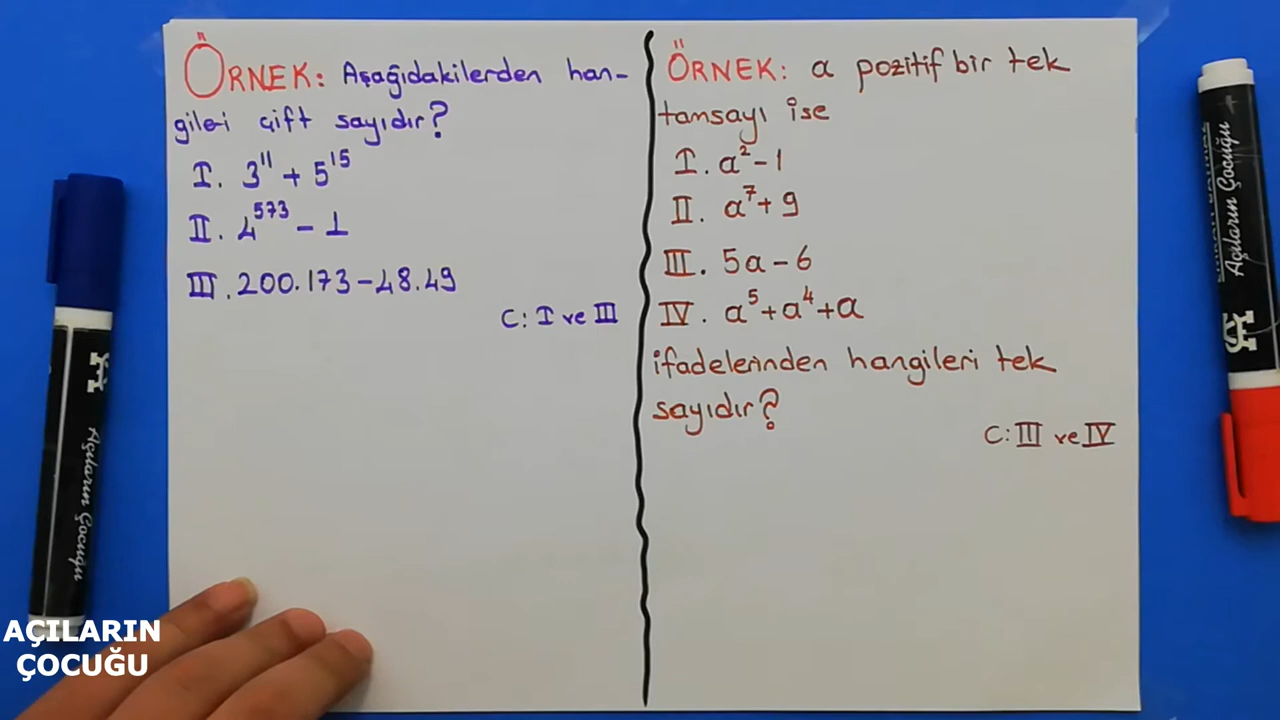 ÖRNEK: Aşağıdakilerden han-
gileri çift sayıdır?
I. 3¹¹ + 5¹⁵
II. 4⁵⁷³ - 1
III. 200.173-48.49
C: I ve III
ÖRNEK: a pozitif bir tek
tamsayı ise
I. a² - 1
II. a⁷ + 9
III. 5a - 6
IV. a⁵+a⁴+a
ifadelerinden hangileri tek
sayıdır?
C: III ve IV
Açıların Çocuğu
Açıların Çocuğu
AÇILARIN
ÇOCUĞU